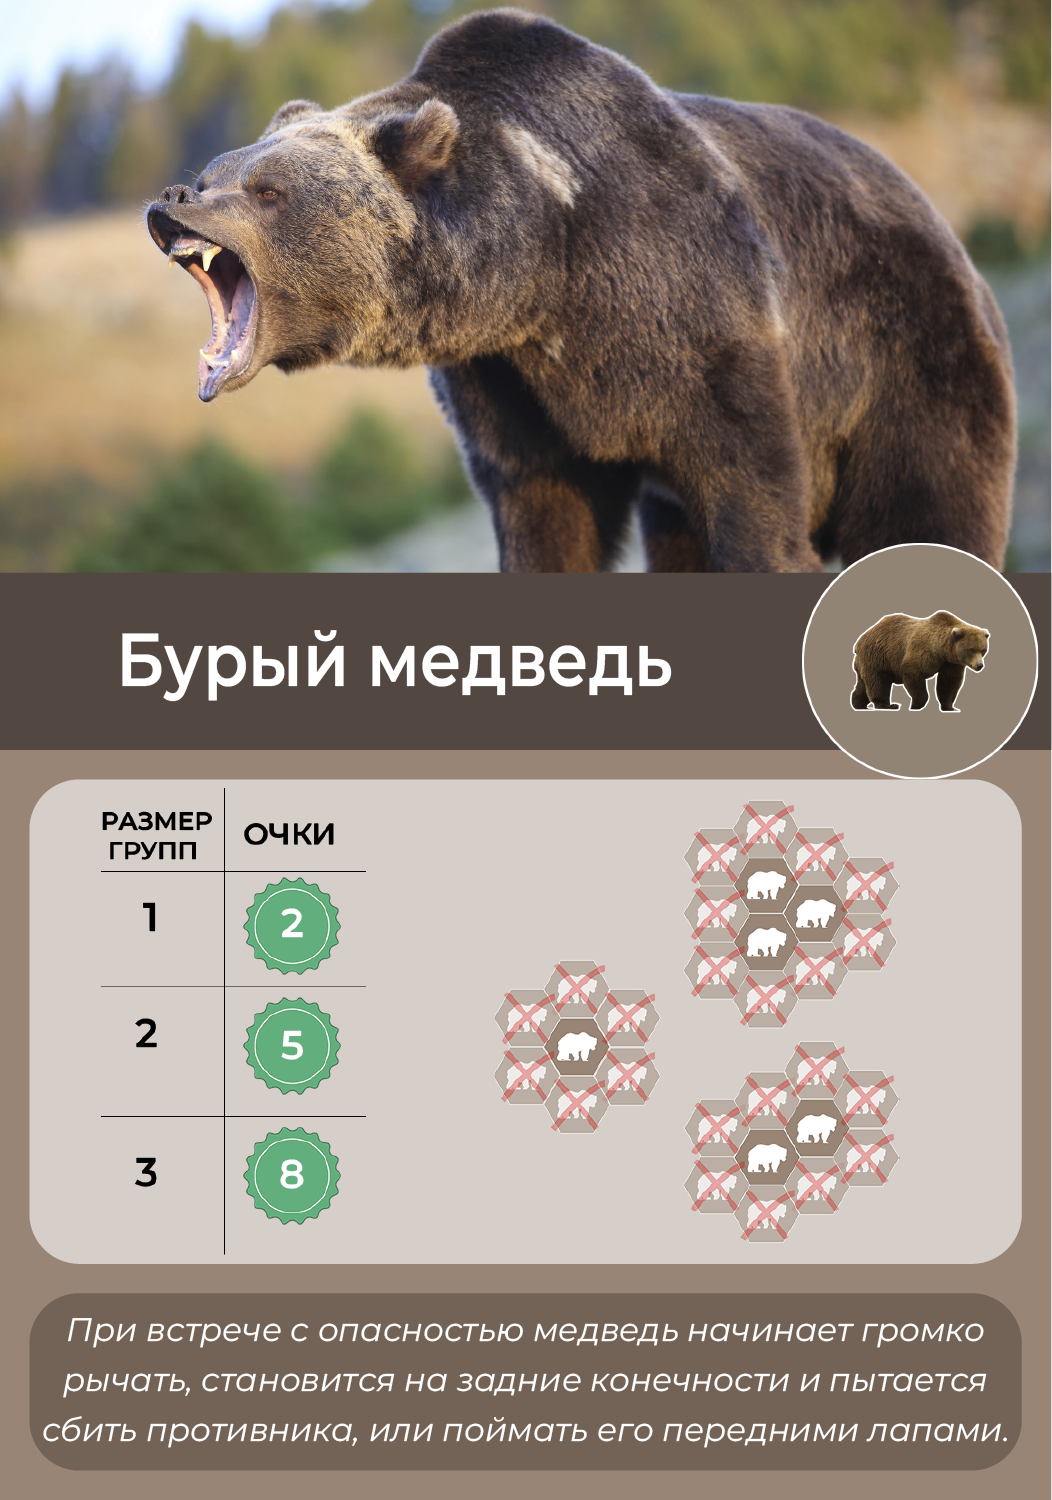 Бурый медведь
РАЗМЕР ГРУПП
ОЧКИ
1
2
2
5
3
8
При встрече с опасностью медведь начинает громко
рычать, становится на задние конечности и пытается
сбить противника, или поймать его передними лапами.